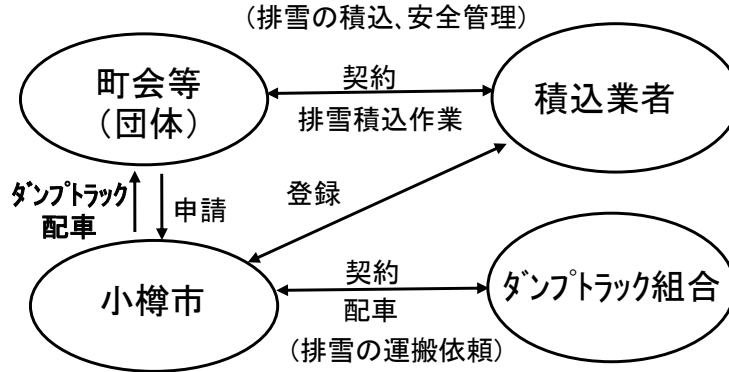 (排雪の積込、安全管理)
町会等
(団体)
契約
排雪積込作業
積込業者
ﾀﾞﾝﾌﾟﾄﾗｯｸ
配車
申請
登録
小樽市
契約
配車
ﾀﾞﾝﾌﾟﾄﾗｯｸ組合
(排雪の運搬依頼)